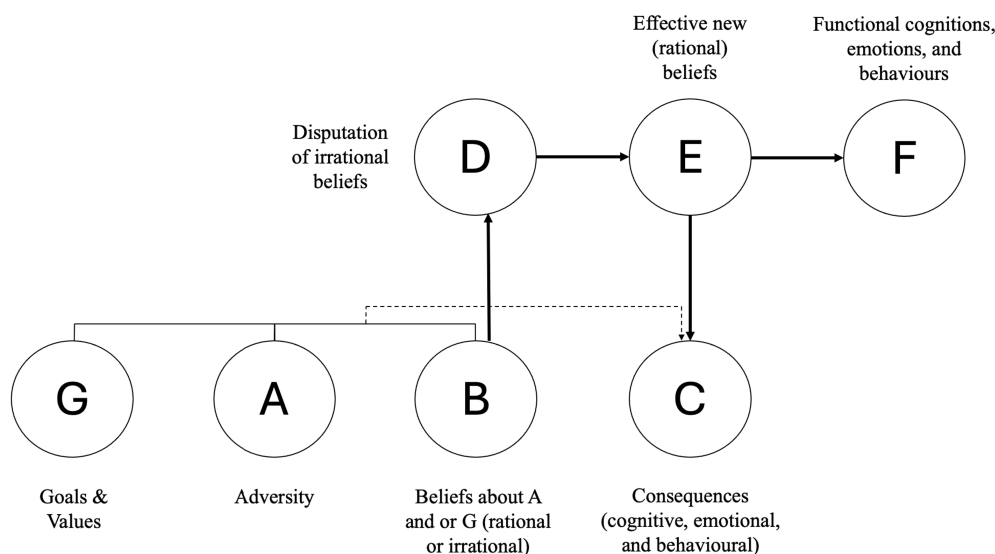 Effective new
(rational)
beliefs
Functional cognitions,
emotions, and
behaviours
Disputation
of irrational
beliefs
D
E
F
G
A
B
C
Goals &
Values
Adversity
Beliefs about A
and or G (rational
or irrational)
Consequences
(cognitive, emotional,
and behavioural)